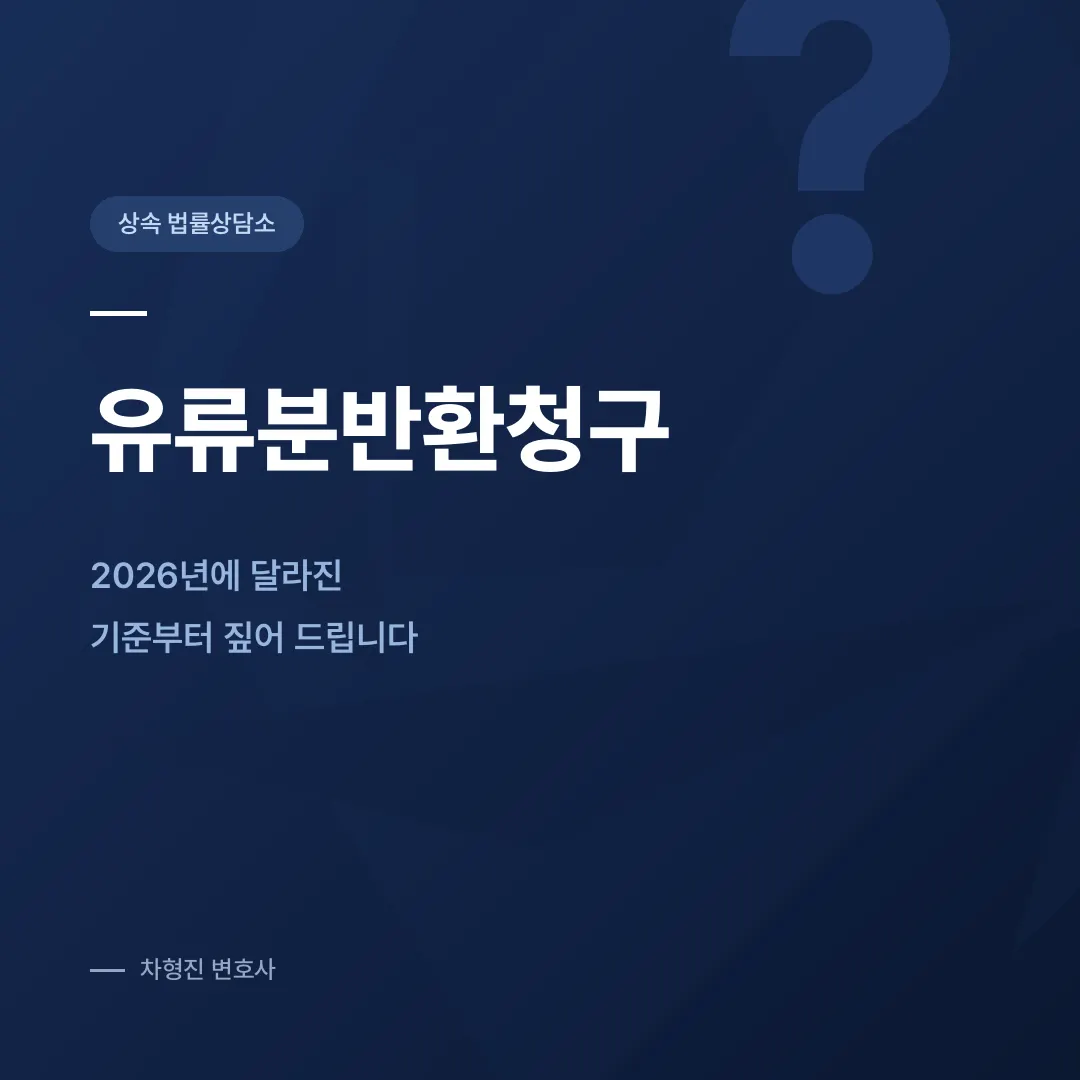 ?
상속 법률상담소
유류분반환청구
2026년에 달라진
기준부터 짚어 드립니다
차형진 변호사